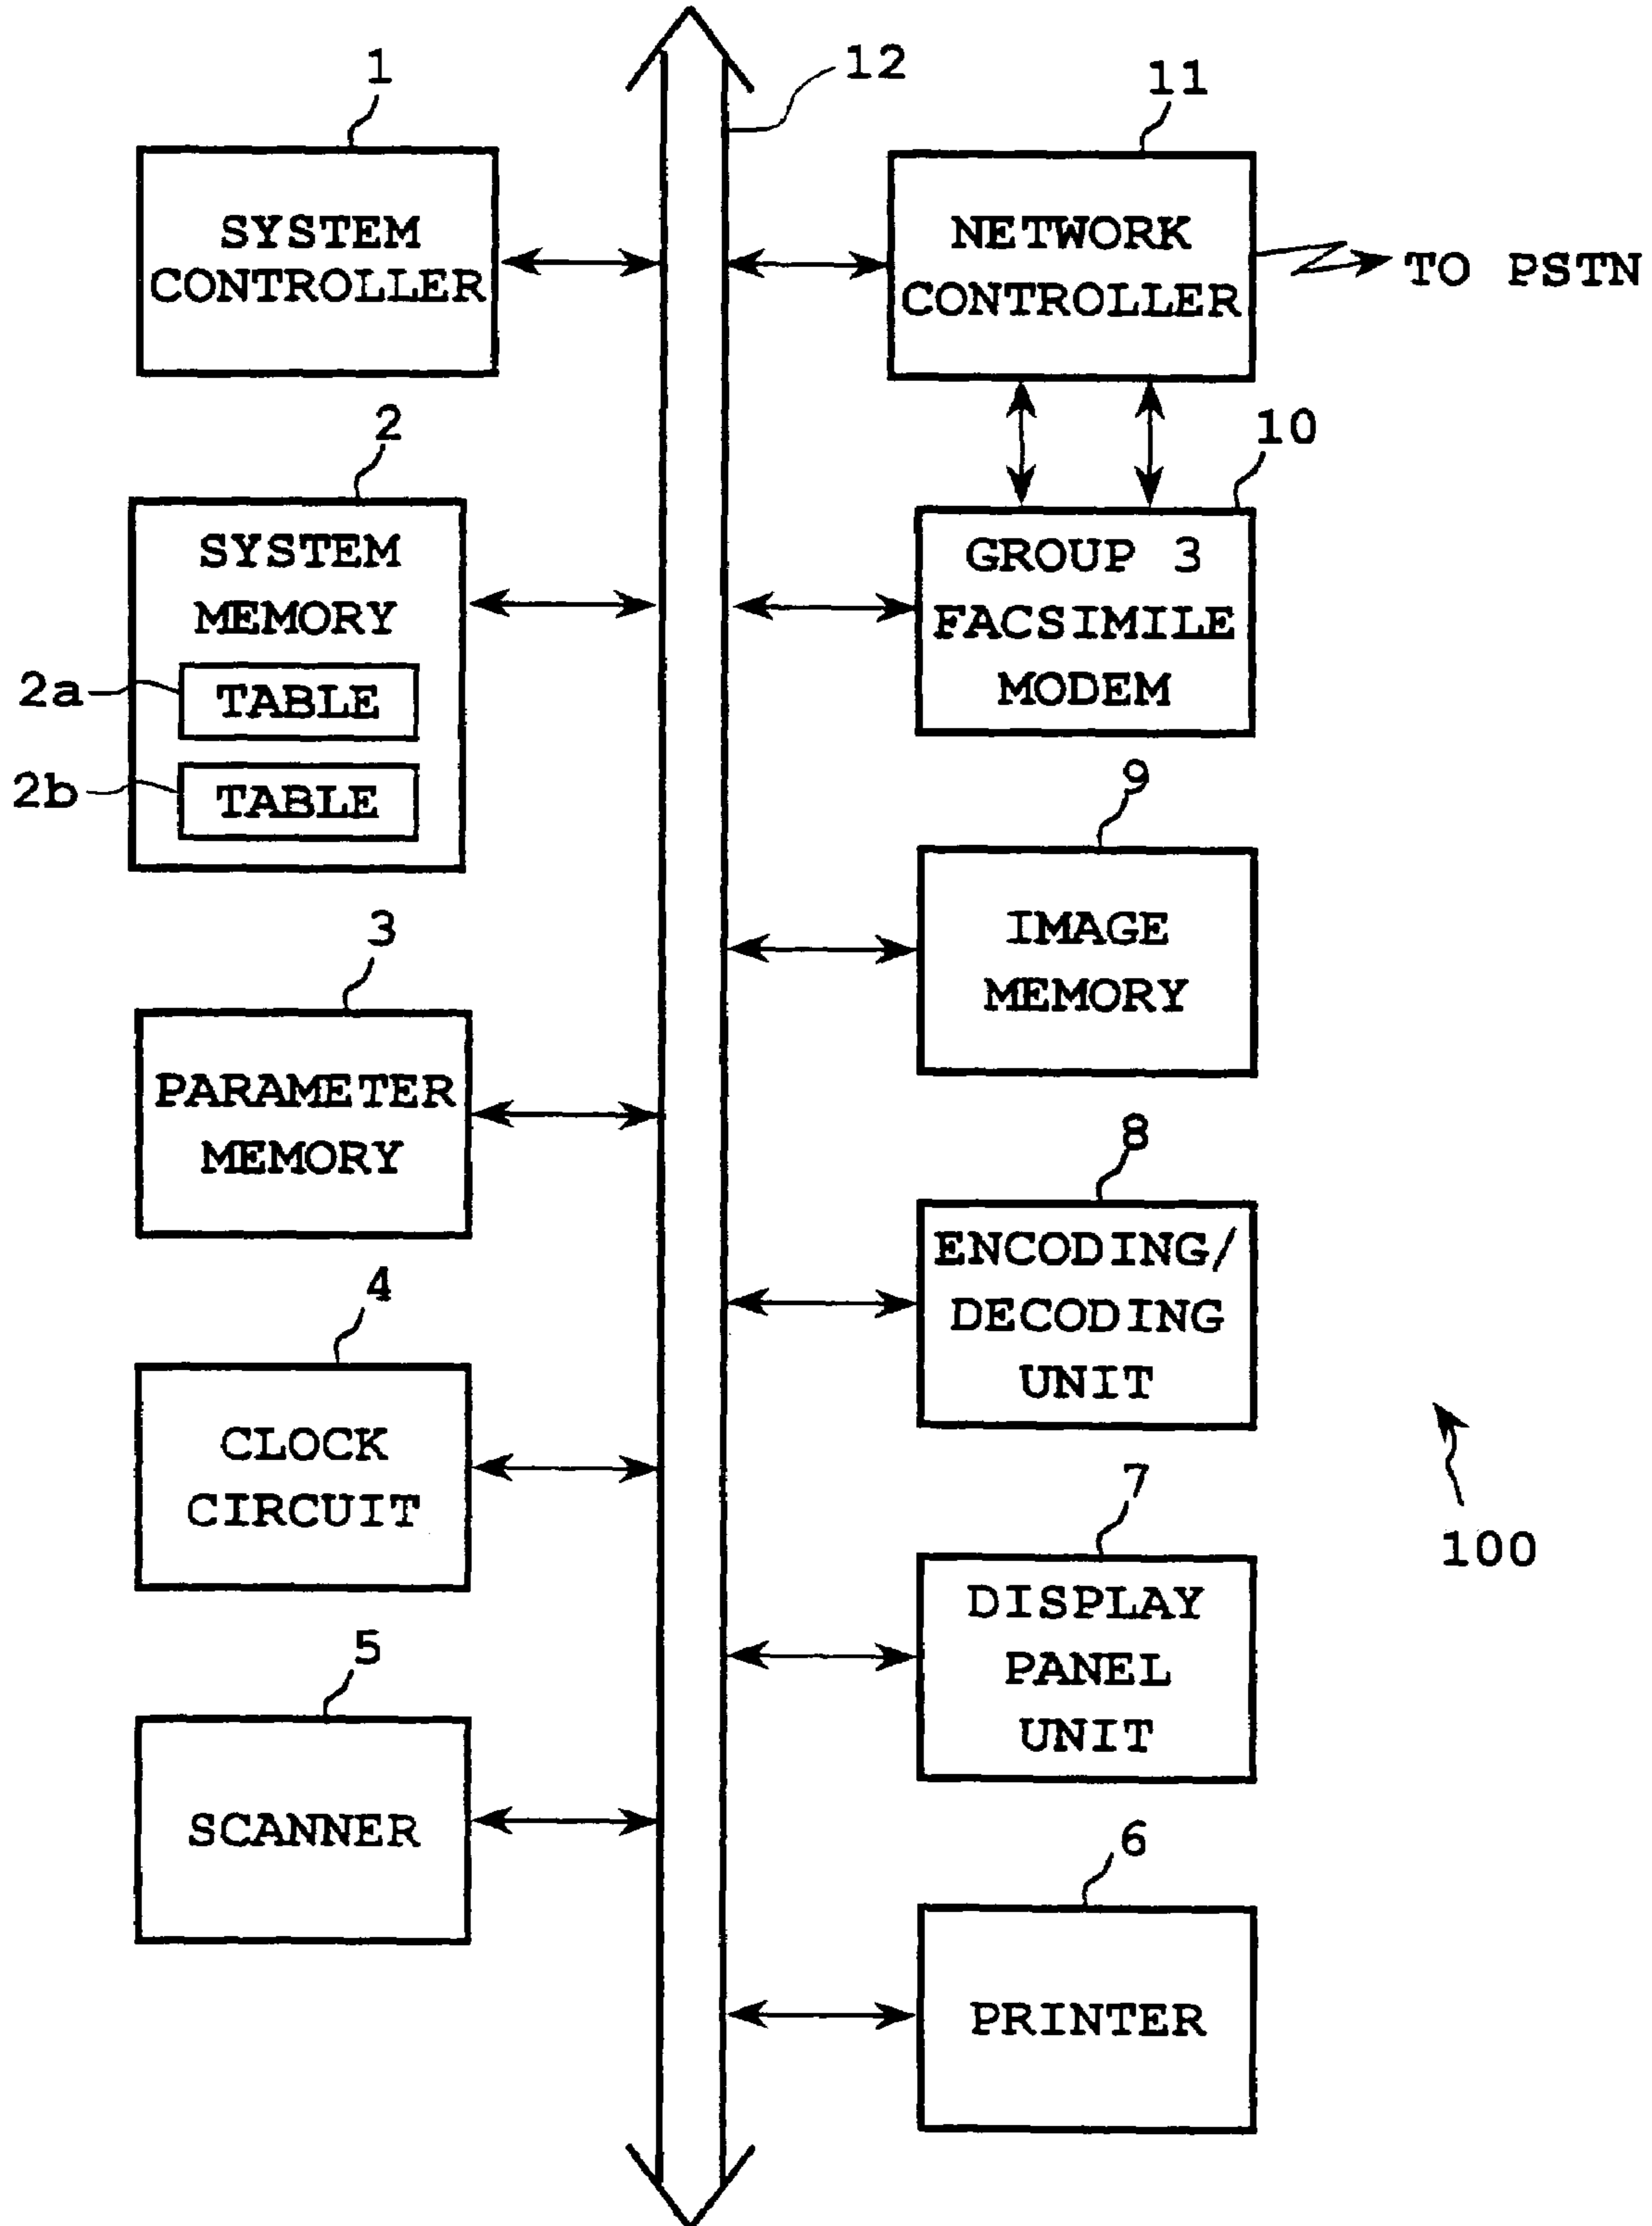 12
1
SYSTEM
CONTROLLER
2
SYSTEM
MEMORY
2a
TABLE
2b
TABLE
3
PARAMETER
MEMORY
4
CLOCK
CIRCUIT
5
SCANNER
11
NETWORK
CONTROLLER
TO PSTN
10
GROUP 3
FACSIMILE
MODEM
9
IMAGE
MEMORY
8
ENCODING/
DECODING
UNIT
7
DISPLAY
PANEL
UNIT
100
6
PRINTER